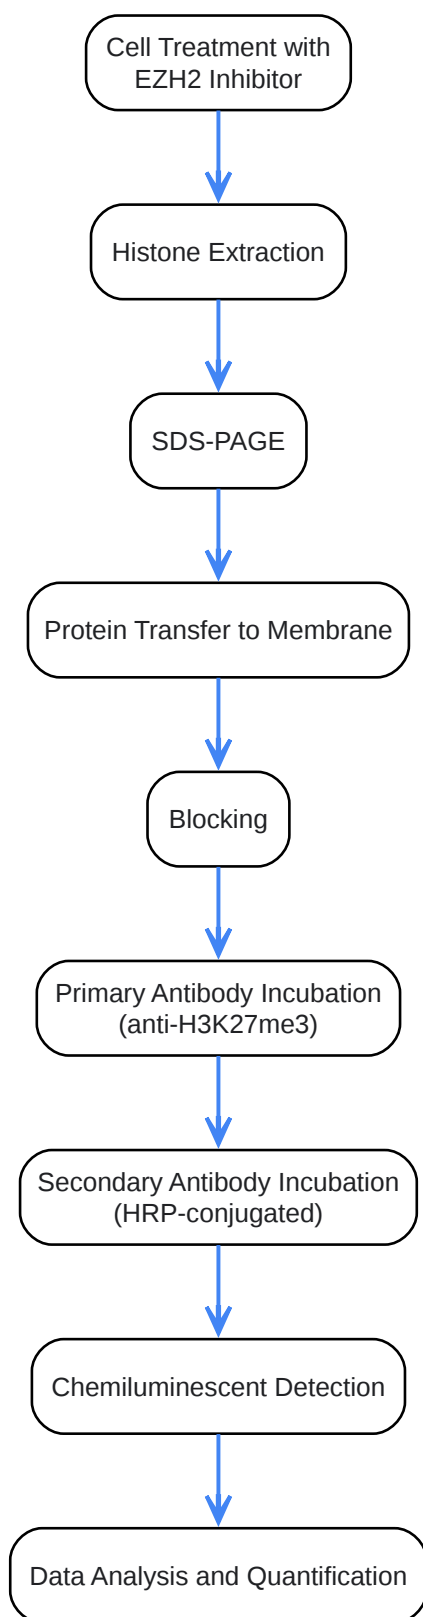 Cell Treatment with
EZH2 Inhibitor
Histone Extraction
SDS-PAGE
Protein Transfer to Membrane
Blocking
Primary Antibody Incubation
(anti-H3K27me3)
Secondary Antibody Incubation
(HRP-conjugated)
Chemiluminescent Detection
Data Analysis and Quantification